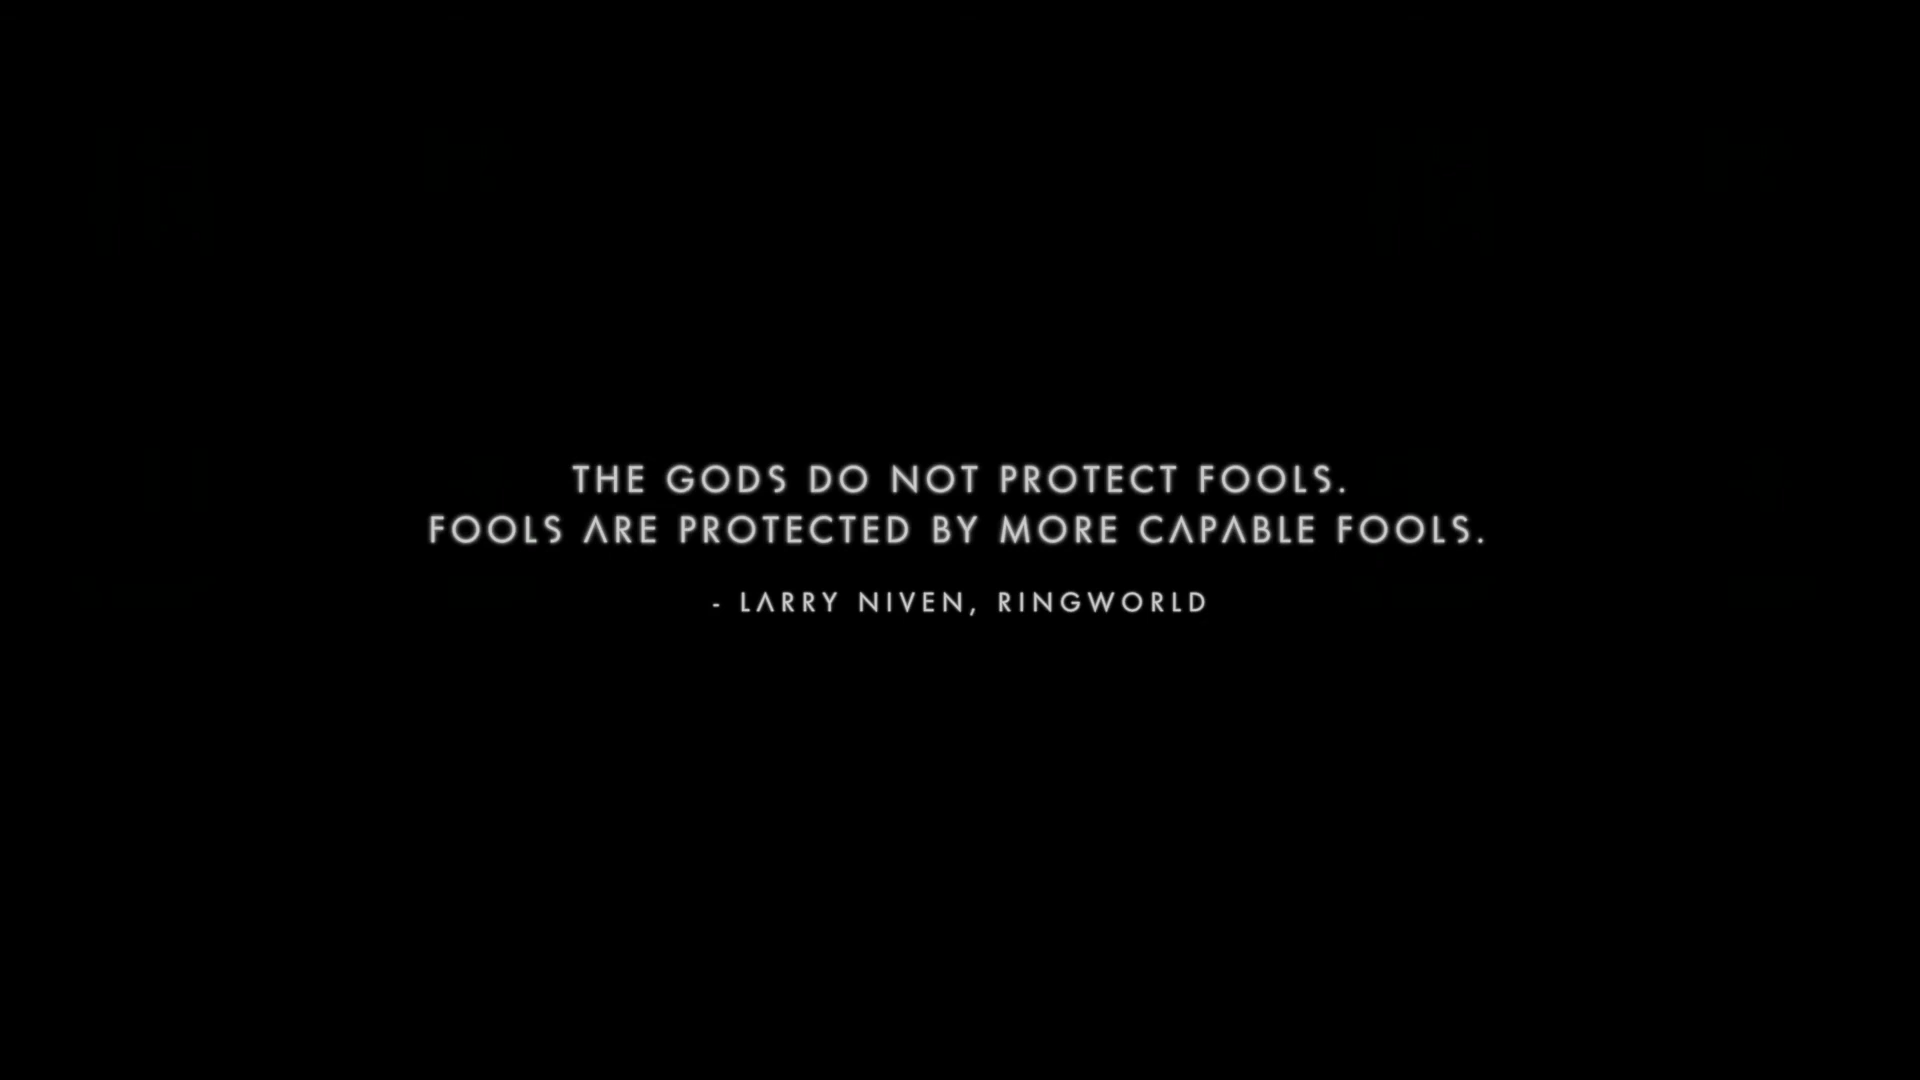 THE GODS DO NOT PROTECT FOOLS.
FOOLS ARE PROTECTED BY MORE CAPABLE FOOLS.
- LARRY NIVEN, RINGWORLD